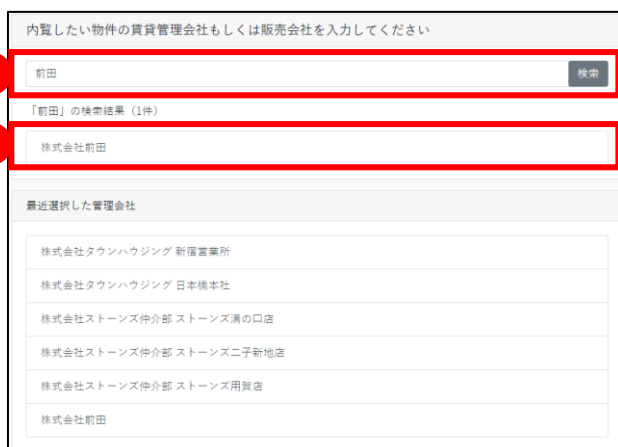 内覧したい物件の賃貸管理会社もしくは販売会社を入力してください
前田
検索
「前田」の検索結果（1件）
株式会社前田
最近選択した管理会社
株式会社タウンハウジング 新宿営業所
株式会社タウンハウジング 日本橋本社
株式会社ストーンズ仲介部 ストーンズ溝の口店
株式会社ストーンズ仲介部 ストーンズ二子新地店
株式会社ストーンズ仲介部 ストーンズ用賀店
株式会社前田